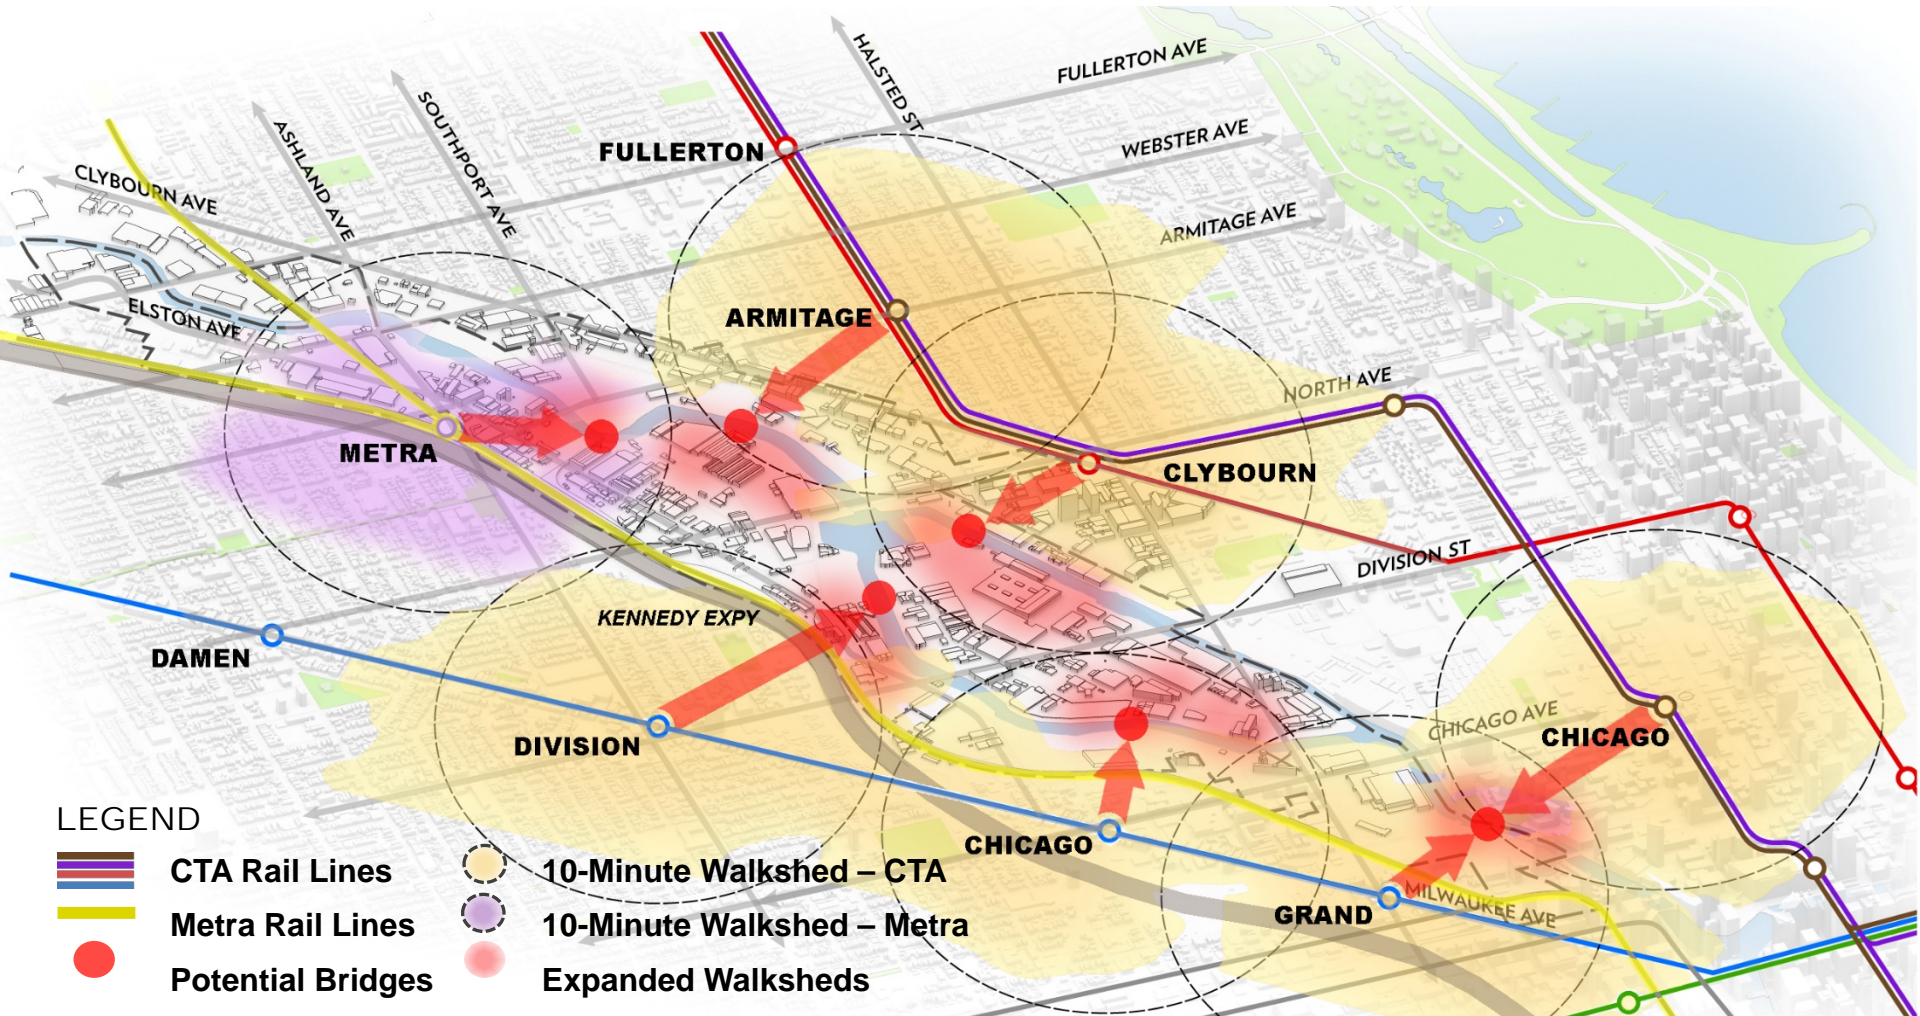 HALSTED ST
FULLERTON AVE
SOUTHPORT AVE
ASHLAND AVE
WEBSTER AVE
FULLERTON
CLYBOURN AVE
ARMITAGE AVE
ELSTON AVE
ARMITAGE
NORTH AVE
METRA
CLYBOURN
DIVISION ST
KENNEDY EXPY
DAMEN
CHICAGO AVE
CHICAGO
DIVISION
CHICAGO
MILWAUKEE AVE
GRAND
LEGEND
CTA Rail Lines
10-Minute Walkshed – CTA
Metra Rail Lines
10-Minute Walkshed – Metra
Potential Bridges
Expanded Walksheds